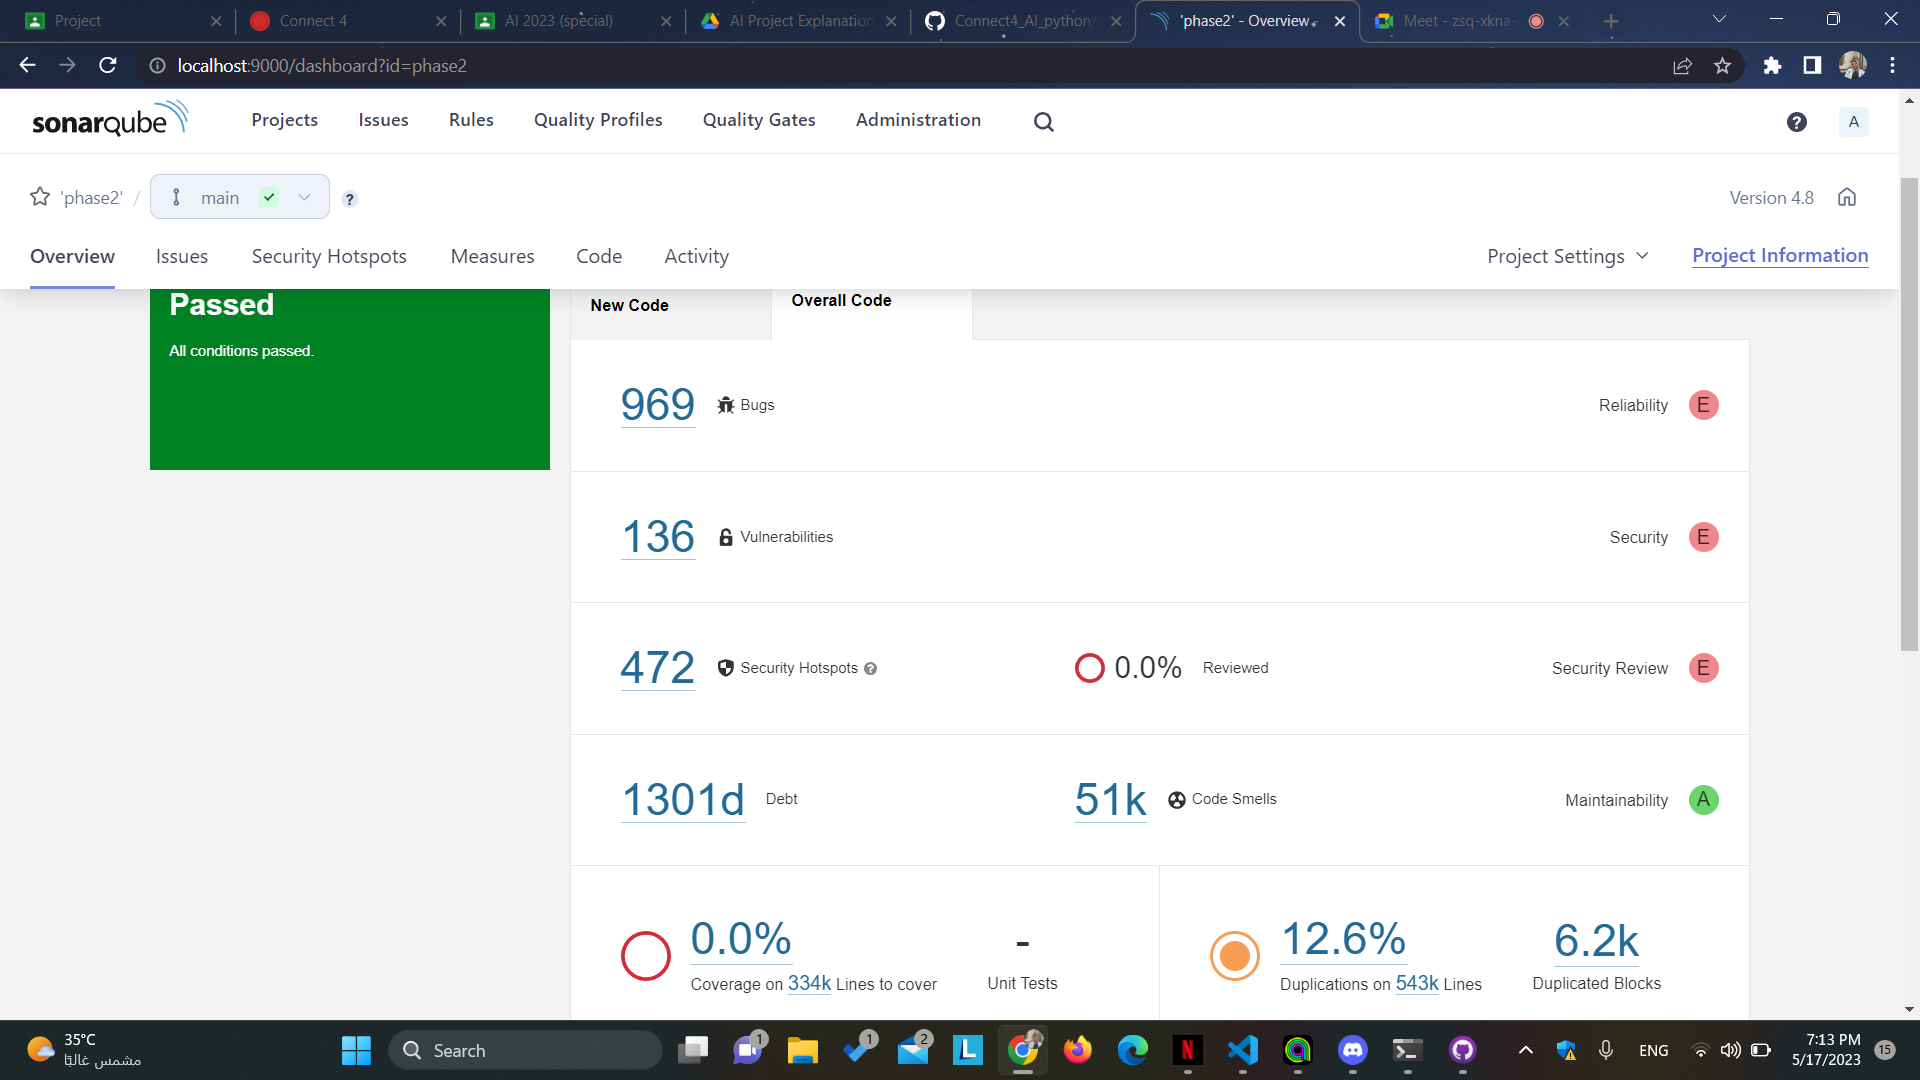 Project
Connect 4
AI 2023 (special)
AI Project Explanation
Connect4_AI_python/
'phase2' - Overview
Meet - zsq-xkna-
localhost:9000/dashboard?id=phase2
sonarqube
Projects
Issues
Rules
Quality Profiles
Quality Gates
Administration
?
A
'phase2' /
main
?
Version 4.8
Overview
Issues
Security Hotspots
Measures
Code
Activity
Project Settings
Project Information
Passed
All conditions passed.
New Code
Overall Code
969 Bugs
Reliability E
136 Vulnerabilities
Security E
472 Security Hotspots ?
0.0% Reviewed
Security Review E
1301d Debt
51k Code Smells
Maintainability A
0.0%
Coverage on 334k Lines to cover
-
Unit Tests
12.6%
Duplications on 543k Lines
6.2k
Duplicated Blocks
35°C
مشمس غالبًا
Search
1
1
2
L
N
ENG
7:13 PM
5/17/2023
15